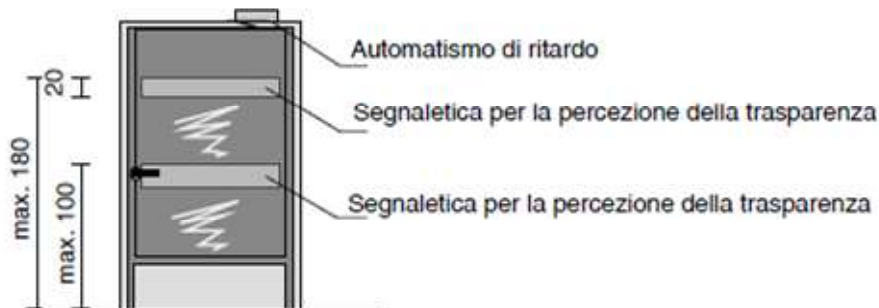 Automatismo di ritardo
20
Segnaletica per la percezione della trasparenza
max. 180
max. 100
Segnaletica per la percezione della trasparenza